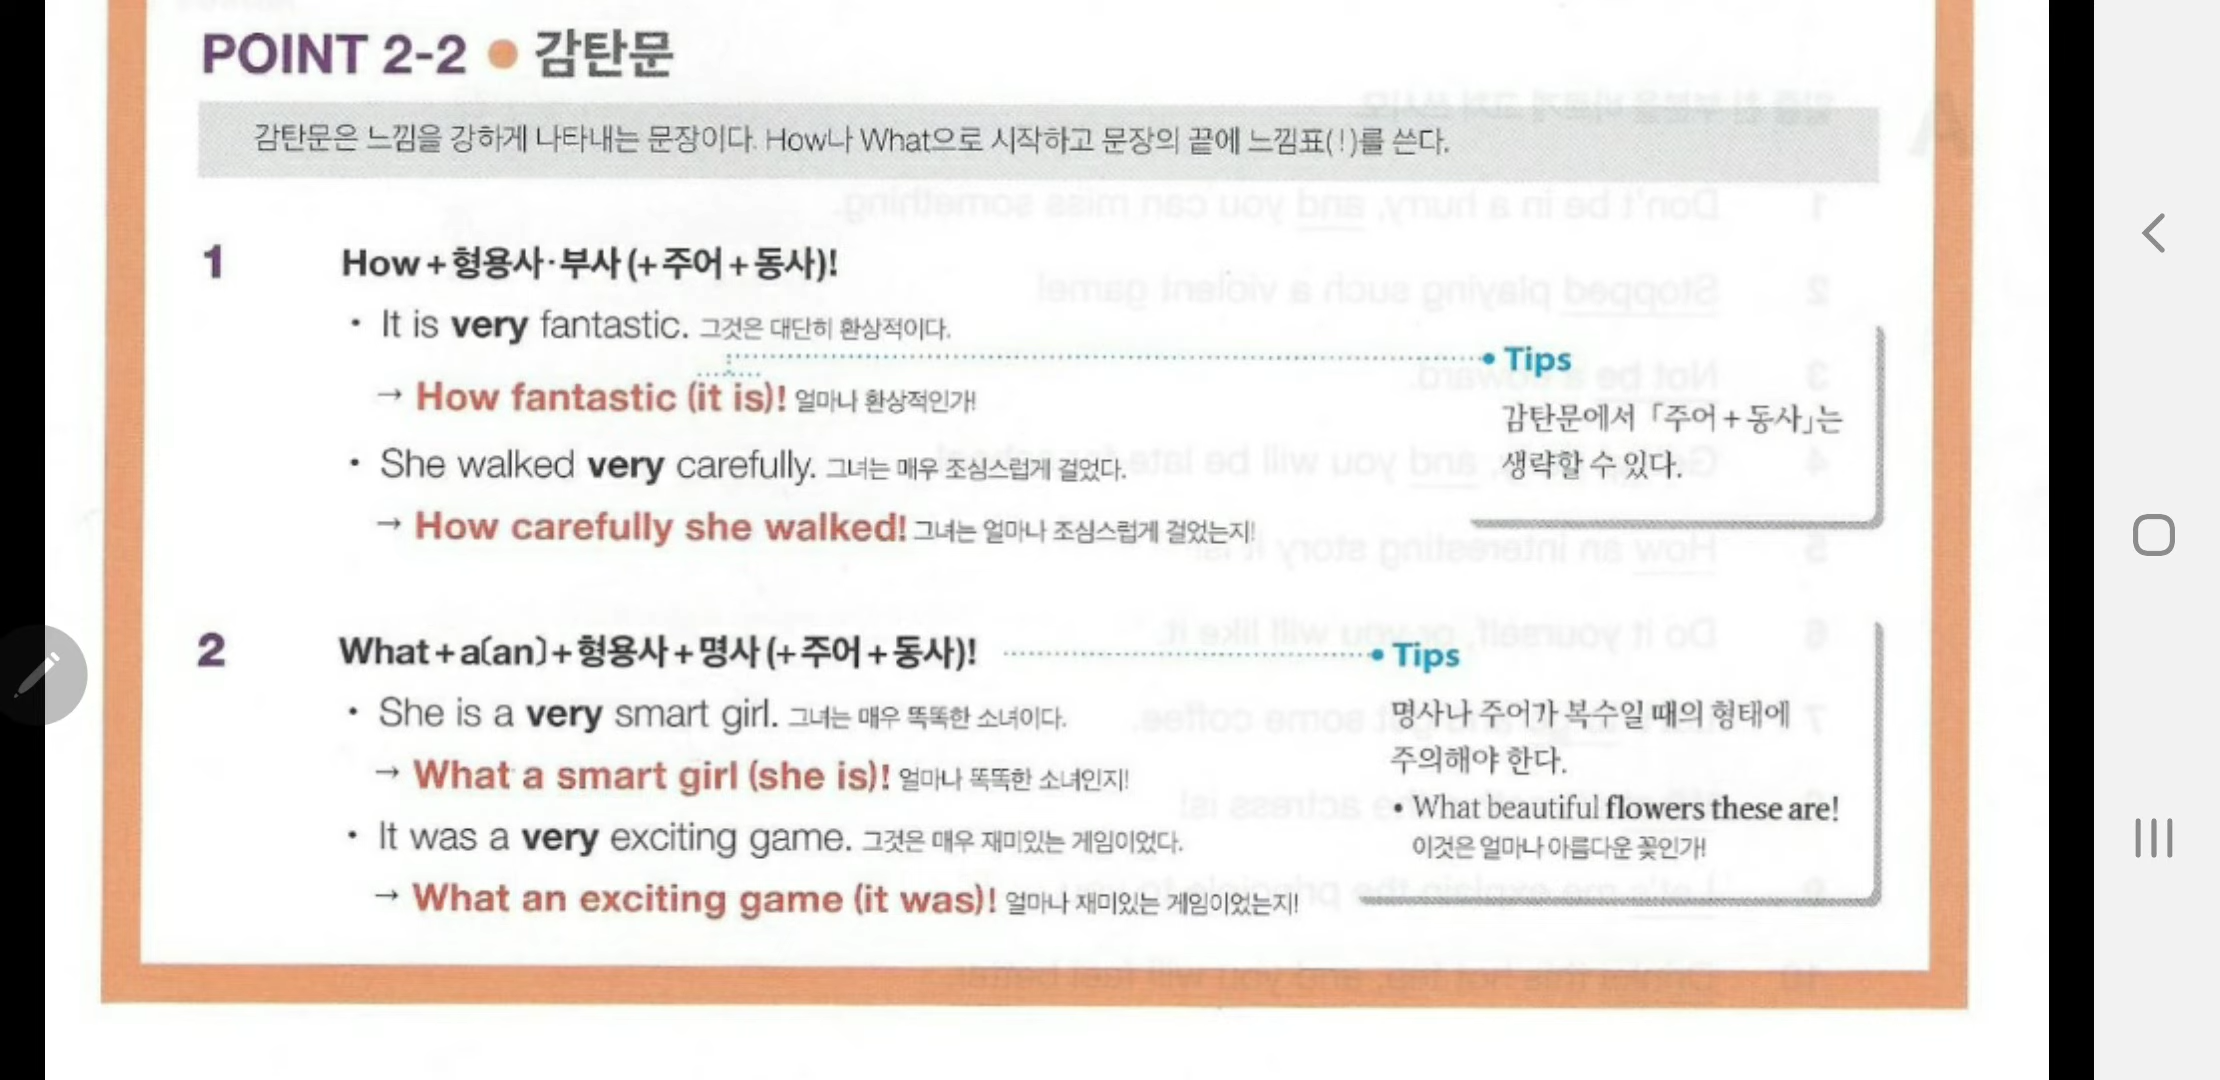 POINT 2-2 ● 감탄문
감탄문은 느낌을 강하게 나타내는 문장이다. How나 What으로 시작하고 문장의 끝에 느낌표(!)를 쓴다.
1 How+형용사·부사 (+주어+동사)!
• It is very fantastic. 그것은 대단히 환상적이다.
→ How fantastic (it is)! 얼마나 환상적인가!
• She walked very carefully. 그녀는 매우 조심스럽게 걸었다.
→ How carefully she walked! 그녀는 얼마나 조심스럽게 걸었는지!
• Tips
감탄문에서 「주어+동사」는
생략할 수 있다.
2 What+a(an)+형용사+명사 (+주어+동사)!
• She is a very smart girl. 그녀는 매우 똑똑한 소녀이다.
→ What a smart girl (she is)! 얼마나 똑똑한 소녀인지!
• It was a very exciting game. 그것은 매우 재미있는 게임이었다.
→ What an exciting game (it was)! 얼마나 재미있는 게임이었는지!
• Tips
명사나 주어가 복수일 때의 형태에
주의해야 한다.
• What beautiful flowers these are!
이것은 얼마나 아름다운 꽃인가!